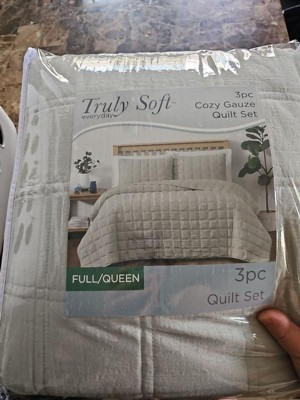 Truly Soft
everyday
3pc
Cozy Gauze
Quilt Set
FULL/QUEEN
3pc
Quilt Set